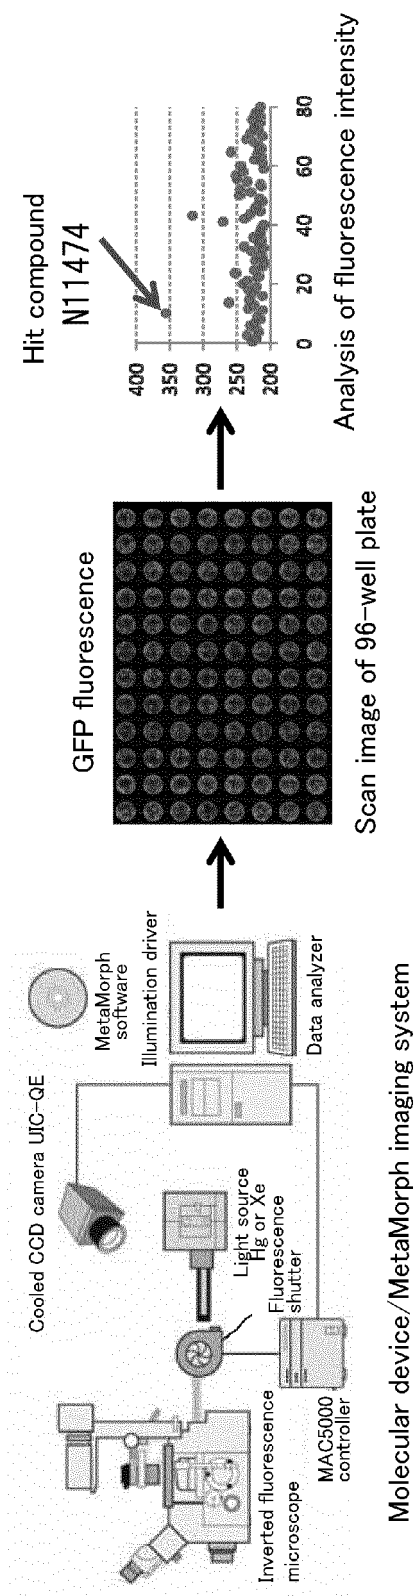 Cooled CCD camera UIC-QE
MetaMorph
software
Illumination driver
Light source
Hg or Xe
Fluorescence
shutter
Data analyzer
Inverted fluorescence
microscope
MAC5000
controller
Molecular device/MetaMorph imaging system
GFP fluorescence
Scan image of 96-well plate
Hit compound
N11474
400
350
300
250
200
0 20 40 60 80
Analysis of fluorescence intensity